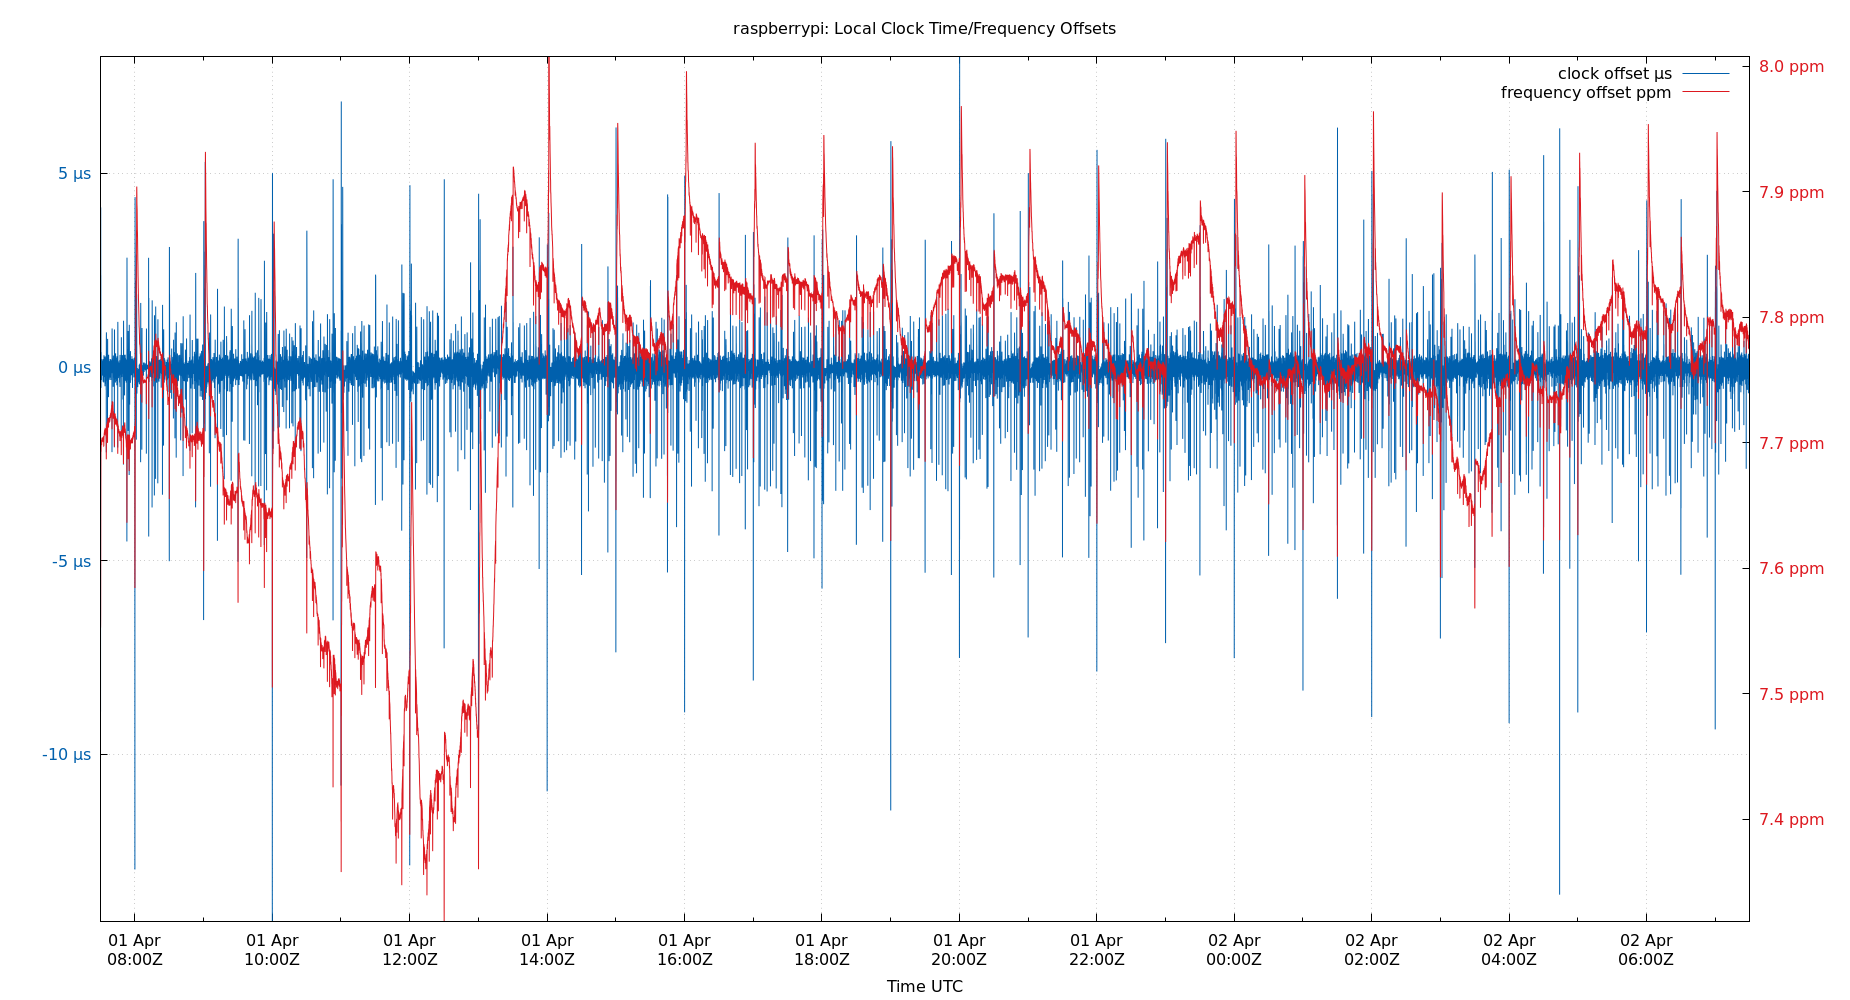 raspberrypi: Local Clock Time/Frequency Offsets
clock offset µs
frequency offset ppm
5 µs
0 µs
-5 µs
-10 µs
8.0 ppm
7.9 ppm
7.8 ppm
7.7 ppm
7.6 ppm
7.5 ppm
7.4 ppm
01 Apr 01 Apr 01 Apr 01 Apr 01 Apr 01 Apr 01 Apr 01 Apr 02 Apr 02 Apr 02 Apr 02 Apr
08:00Z 10:00Z 12:00Z 14:00Z 16:00Z 18:00Z 20:00Z 22:00Z 00:00Z 02:00Z 04:00Z 06:00Z
Time UTC